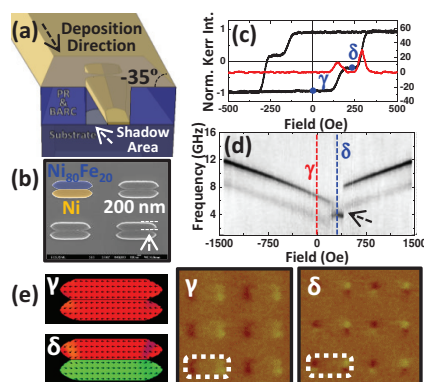 (a)
Deposition
Direction
-35°
PR
&
BARC
Substrate
Shadow
Area
(b)
Ni80Fe20
Ni
200 nm
(c)
Norm. Kerr Int.
1
0
-1
60
40
20
0
-20
γ
δ
-500 -250 0 250 500
Field (Oe)
(d)
Frequency (GHz)
16
12
8
4
γ
δ
-1500 -750 0 750 1500
Field (Oe)
(e)
γ
δ
γ
δ